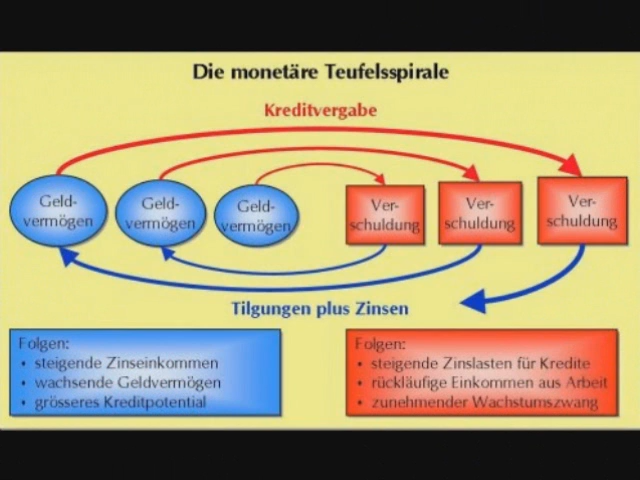 Die monetäre Teufelsspirale
Kreditvergabe
Geld-
vermögen
Geld-
vermögen
Geld-
vermögen
Ver-
schuldung
Ver-
schuldung
Ver-
schuldung
Tilgungen plus Zinsen
Folgen:
• steigende Zinseinkommen
• wachsende Geldvermögen
• grösseres Kreditpotential
Folgen:
• steigende Zinslasten für Kredite
• rückläufige Einkommen aus Arbeit
• zunehmender Wachstumszwang